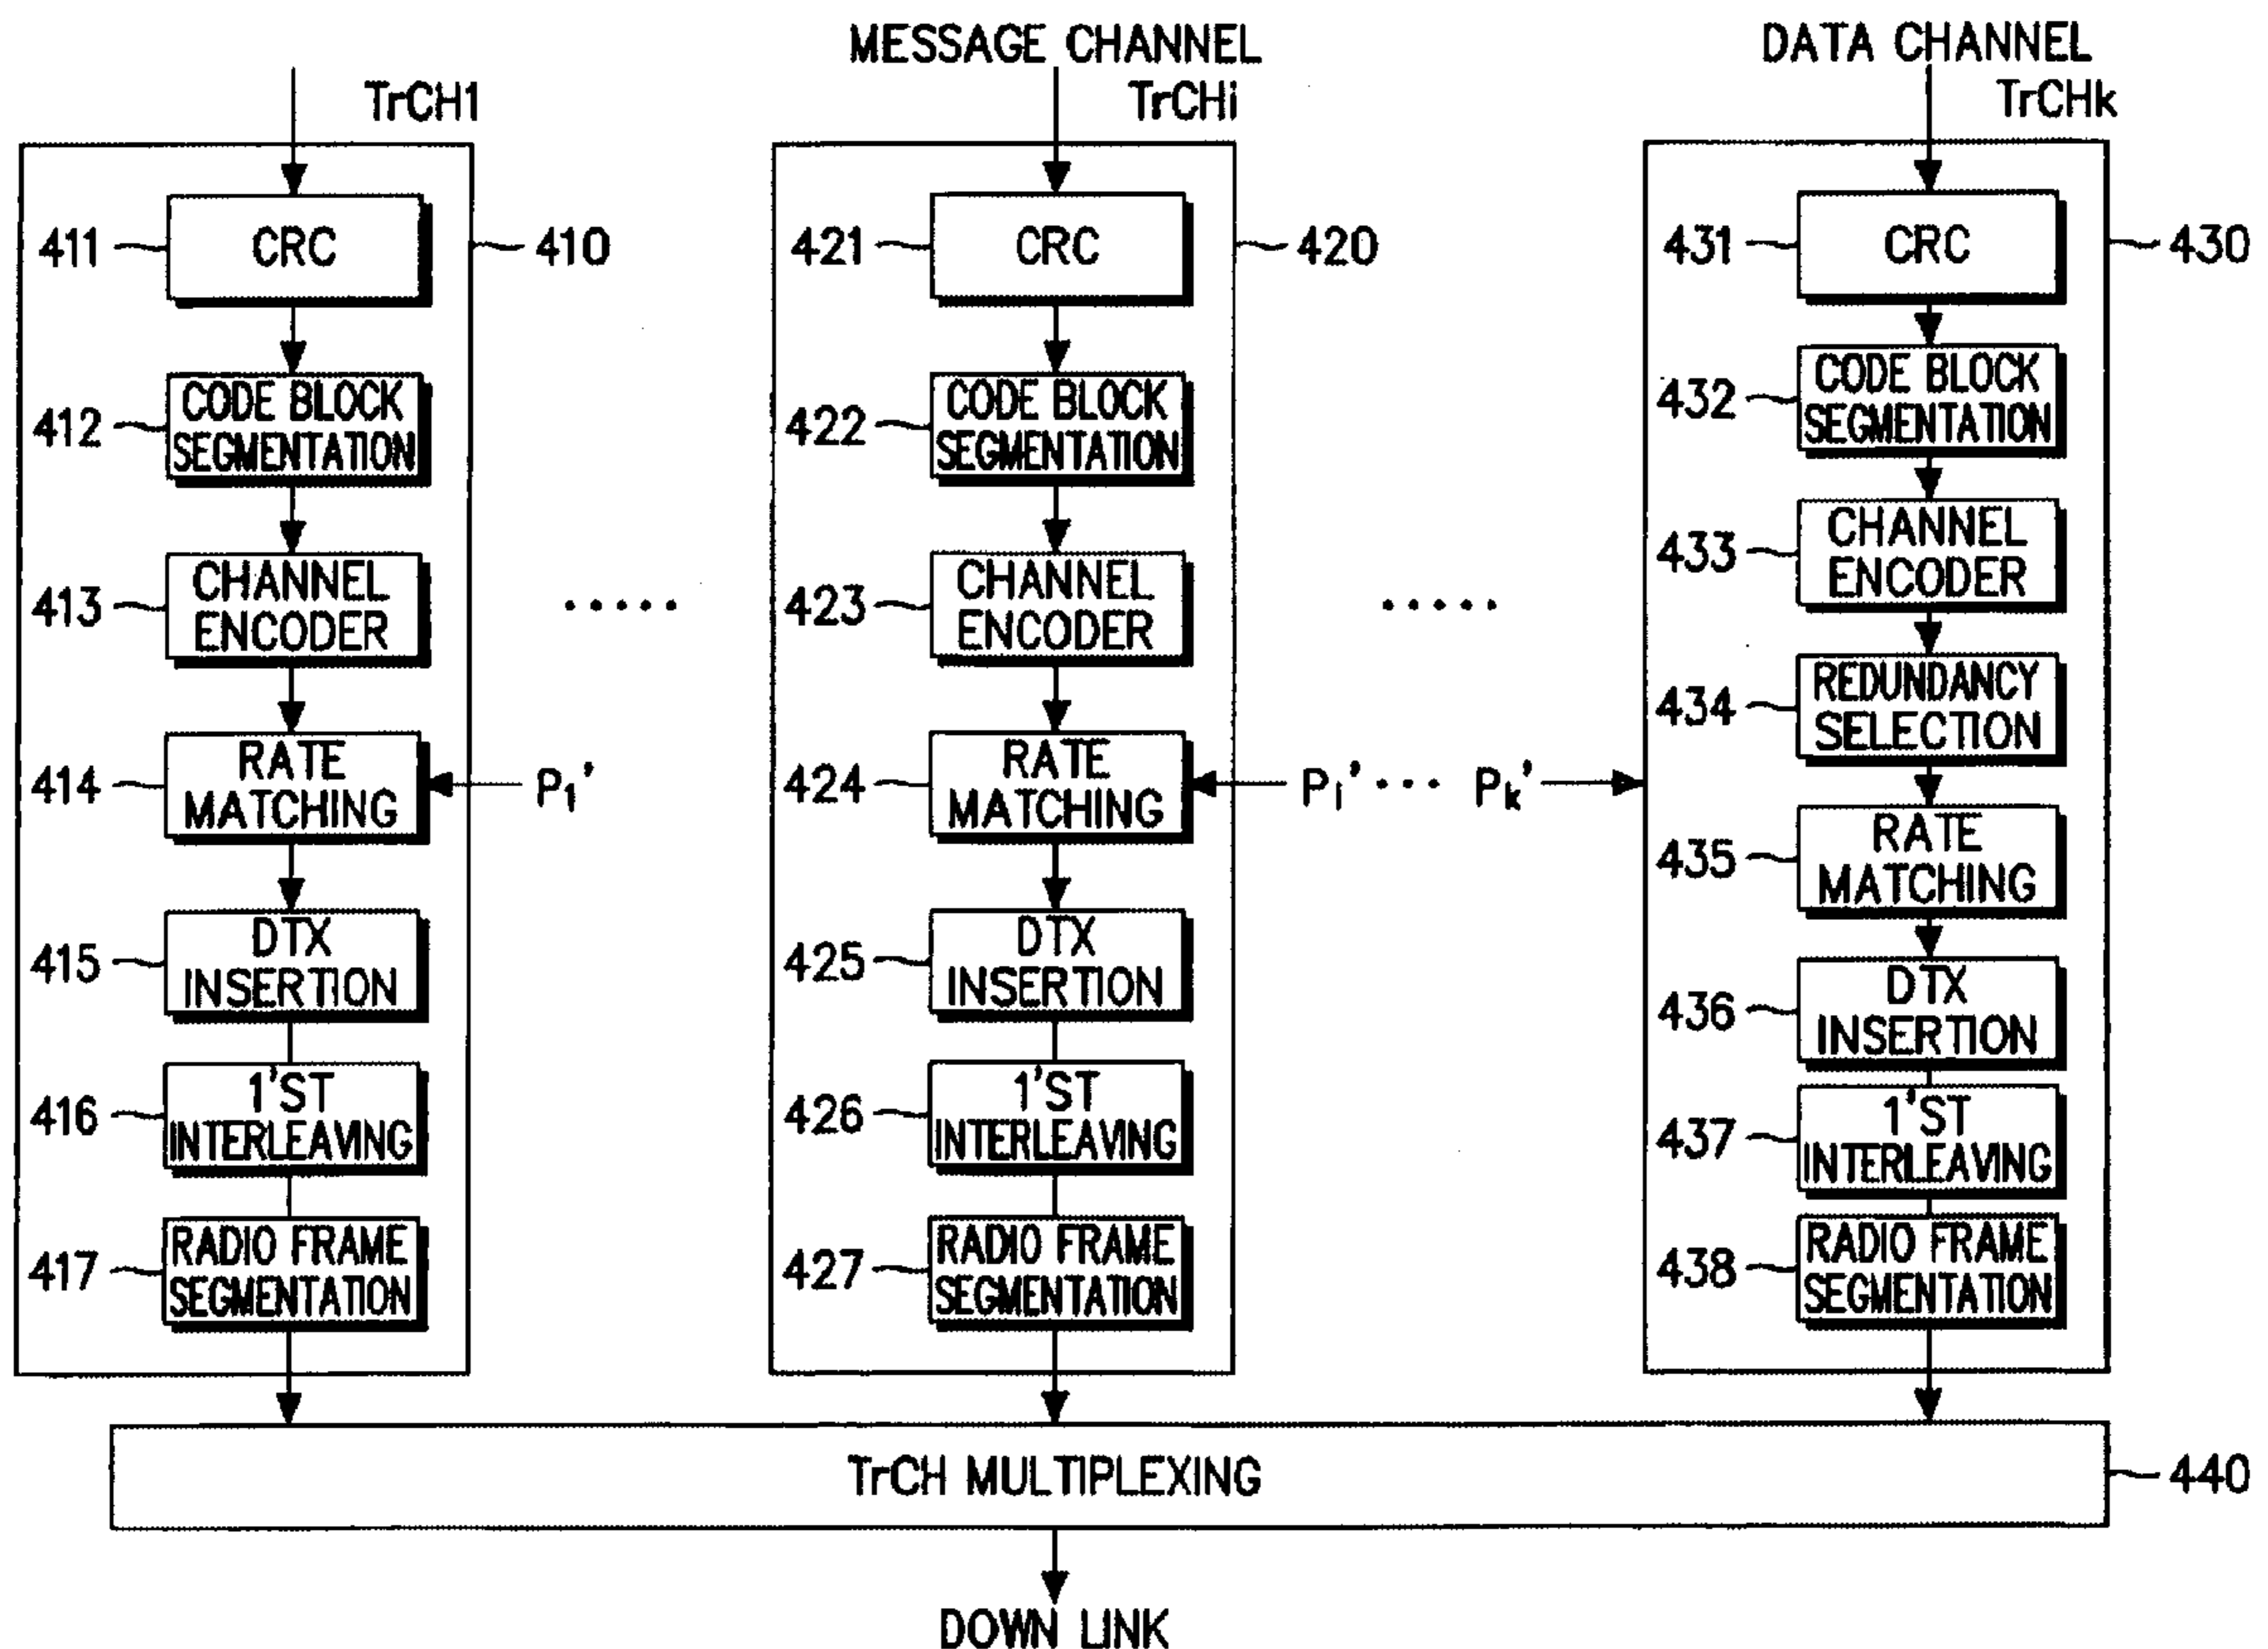 MESSAGE CHANNEL
DATA CHANNEL
TrCH1
TrCHi
TrCHk
411
CRC
410
421
CRC
420
431
CRC
430
412
CODE BLOCK
SEGMENTATION
422
CODE BLOCK
SEGMENTATION
432
CODE BLOCK
SEGMENTATION
413
CHANNEL
ENCODER
.....
423
CHANNEL
ENCODER
.....
433
CHANNEL
ENCODER
434
REDUNDANCY
SELECTION
414
RATE
MATCHING
P1'
424
RATE
MATCHING
Pi' ... Pk'
435
RATE
MATCHING
415
DTX
INSERTION
425
DTX
INSERTION
436
DTX
INSERTION
416
1'ST
INTERLEAVING
426
1'ST
INTERLEAVING
437
1'ST
INTERLEAVING
417
RADIO FRAME
SEGMENTATION
427
RADIO FRAME
SEGMENTATION
438
RADIO FRAME
SEGMENTATION
TrCH MULTIPLEXING
440
DOWN LINK